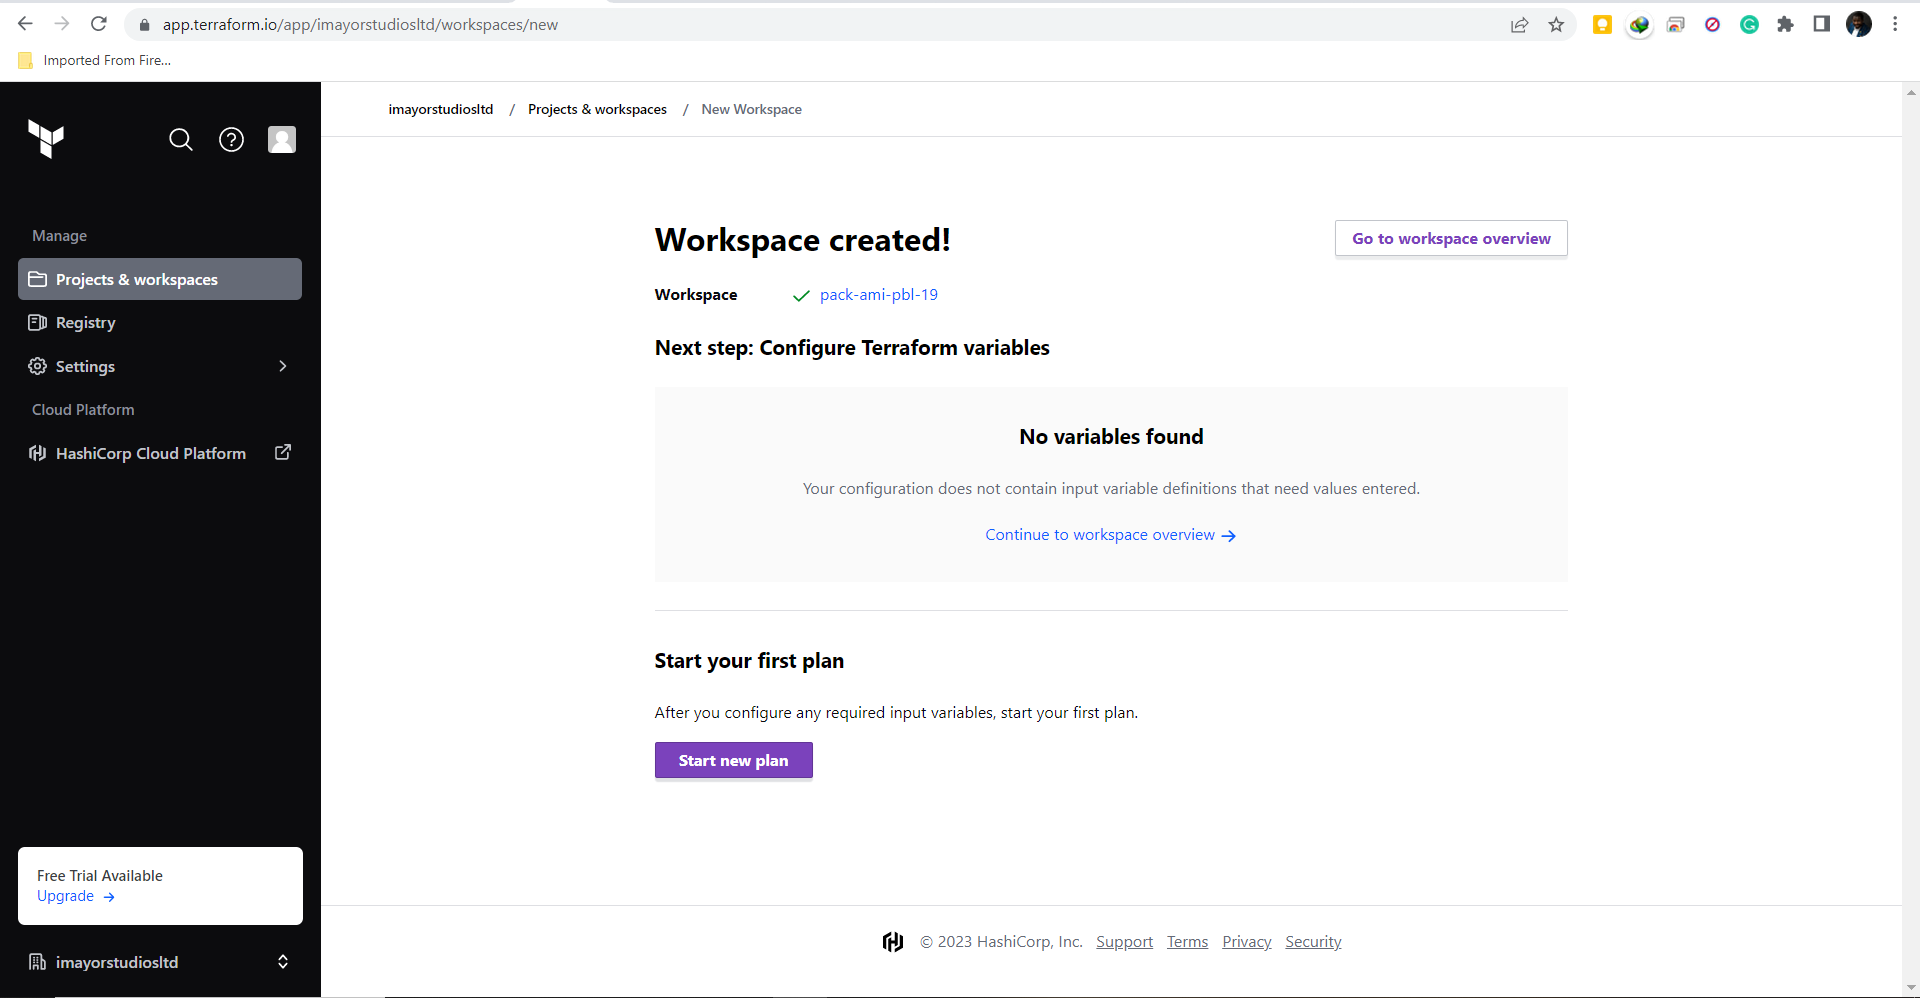 app.terraform.io/app/imayorstudiosltd/workspaces/new
Imported From Fire...
imayorstudiosltd / Projects & workspaces / New Workspace
Manage
Projects & workspaces
Registry
Settings
Cloud Platform
HashiCorp Cloud Platform
Free Trial Available
Upgrade →
imayorstudiosltd
Workspace created!
Go to workspace overview
Workspace pack-ami-pbl-19
Next step: Configure Terraform variables
No variables found
Your configuration does not contain input variable definitions that need values entered.
Continue to workspace overview →
Start your first plan
After you configure any required input variables, start your first plan.
Start new plan
© 2023 HashiCorp, Inc. Support Terms Privacy Security